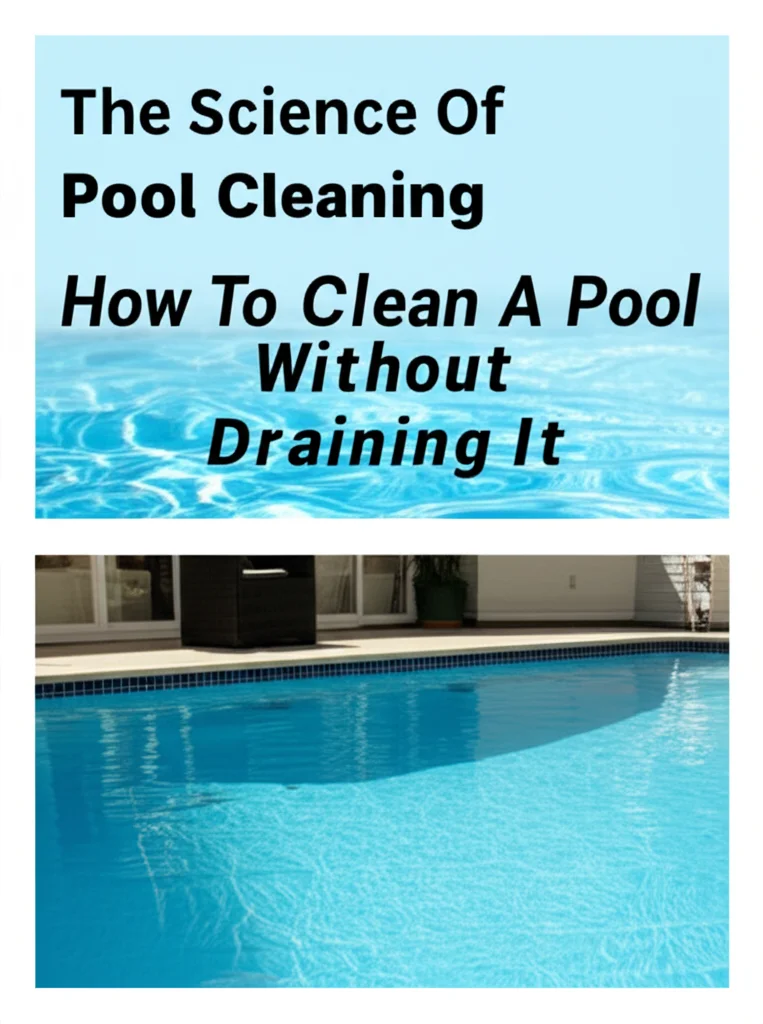 The Science Of
Pool Cleaning
How To Clean A Pool
Without
Draining It